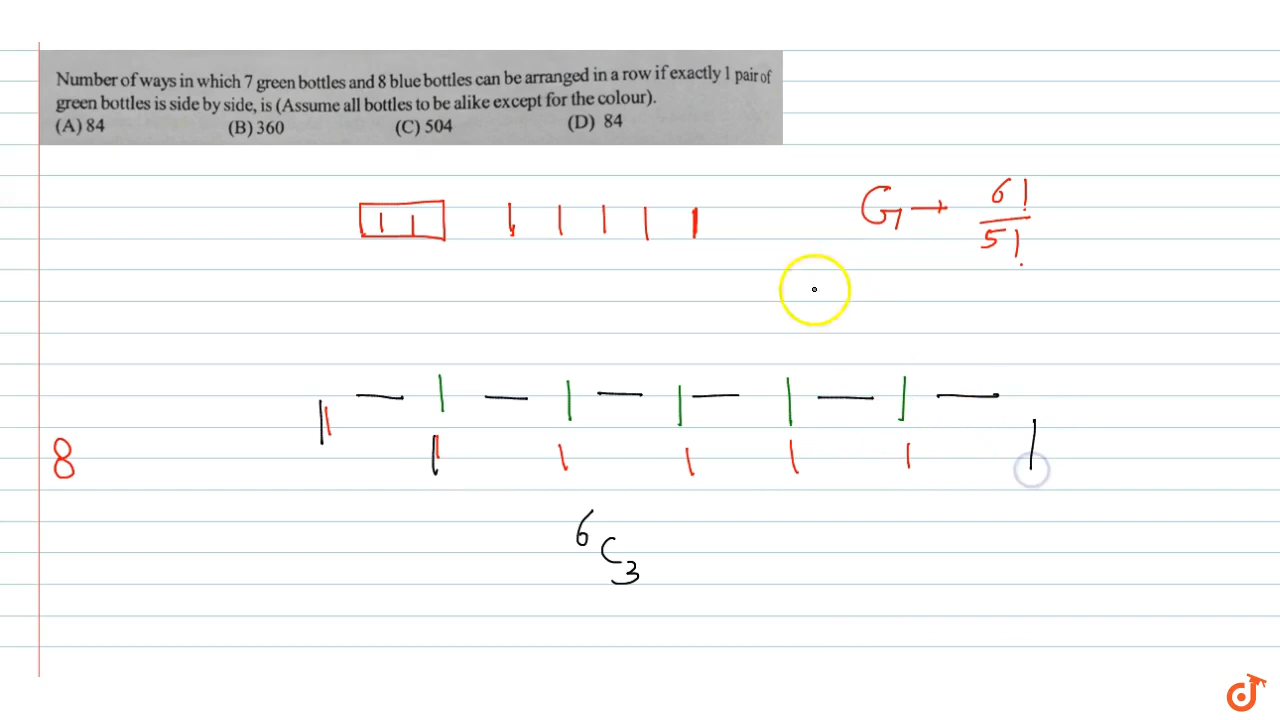 Number of ways in which 7 green bottles and 8 blue bottles can be arranged in a row if exactly 1 pair of
green bottles is side by side, is (Assume all bottles to be alike except for the colour).
(A) 84 (B) 360 (C) 504 (D) 84
G → 6!
5!
8
6
C
3